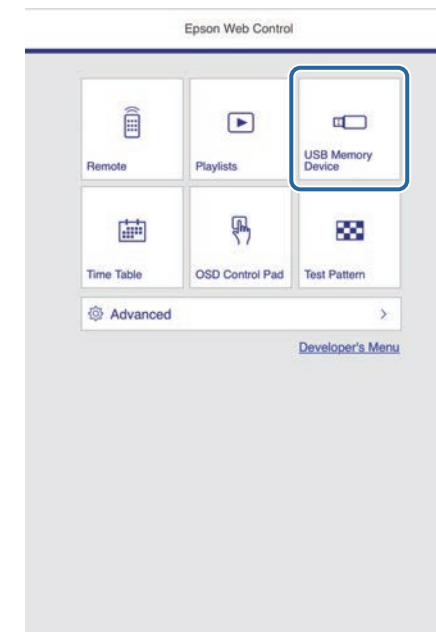 Epson Web Control
Remote
Playlists
USB Memory
Device
Time Table
OSD Control Pad
Test Pattern
Advanced
Developer's Menu